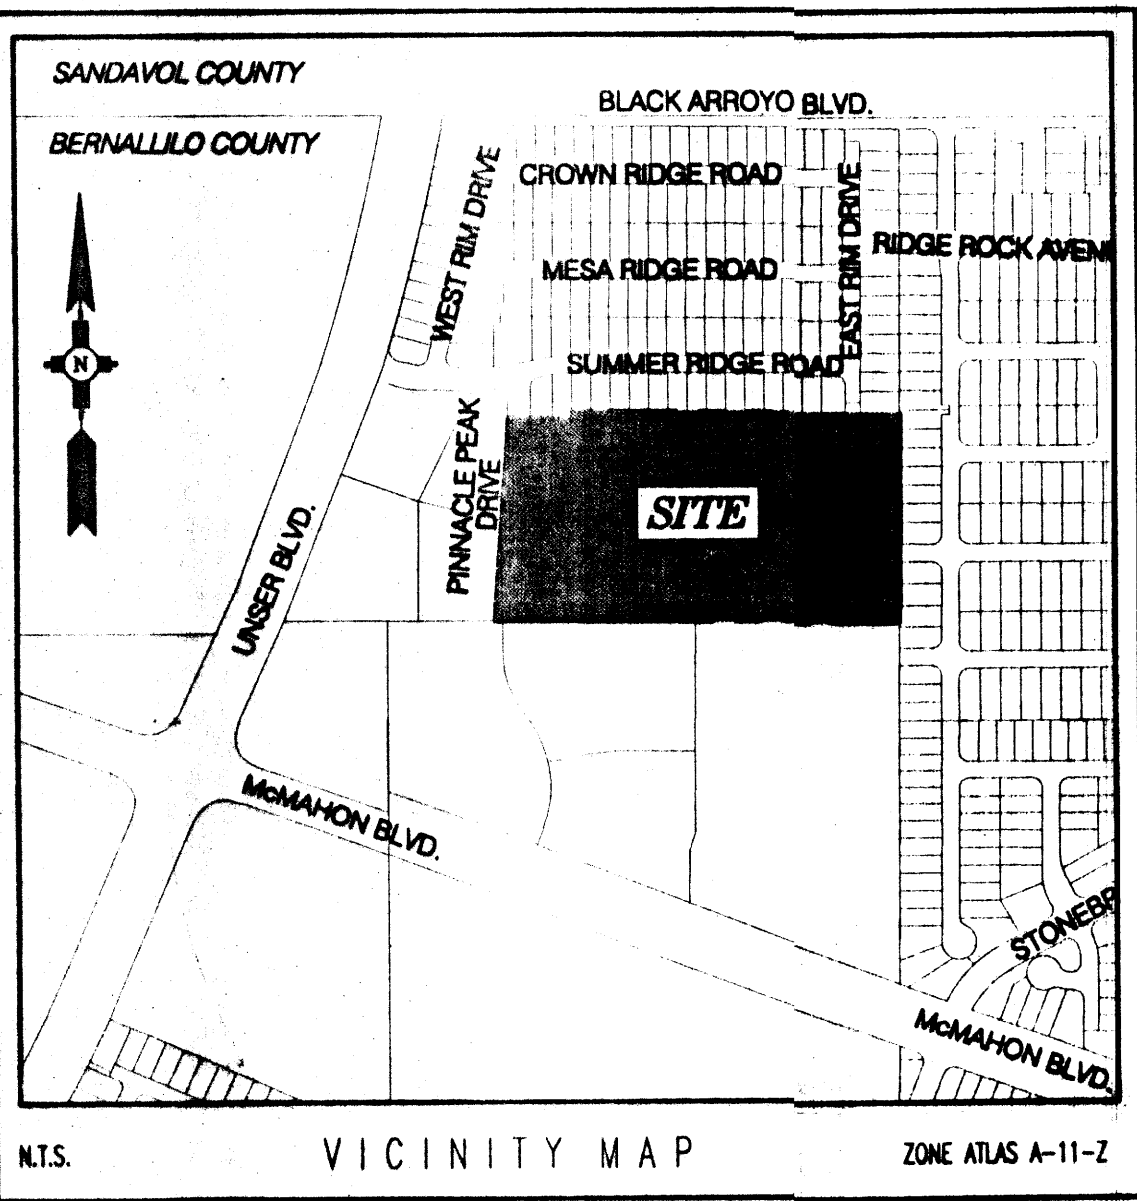 SANDAVOL COUNTY
BLACK ARROYO BLVD.
BERNALLILO COUNTY
CROWN RIDGE ROAD
WEST RIM DRIVE
EAST RIM DRIVE
RIDGE ROCK AVEN
MESA RIDGE ROAD
N
SUMMER RIDGE ROAD
PINNACLE PEAK
DRIVE
SITE
UNSER BLVD.
McMAHON BLVD.
STONEBR
McMAHON BLVD.
N.T.S.
VICINITY MAP
ZONE ATLAS A-11-Z